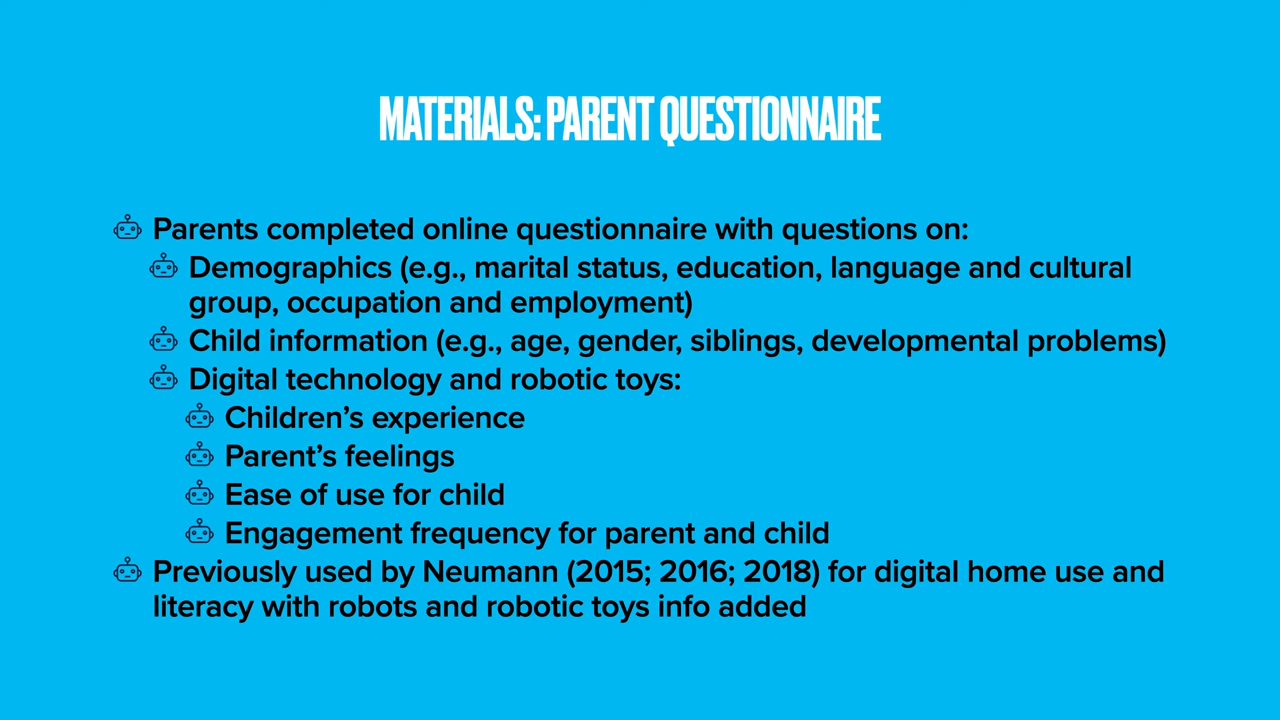 MATERIALS: PARENT QUESTIONNAIRE
Parents completed online questionnaire with questions on:
Demographics (e.g., marital status, education, language and cultural
group, occupation and employment)
Child information (e.g., age, gender, siblings, developmental problems)
Digital technology and robotic toys:
Children’s experience
Parent’s feelings
Ease of use for child
Engagement frequency for parent and child
Previously used by Neumann (2015; 2016; 2018) for digital home use and
literacy with robots and robotic toys info added